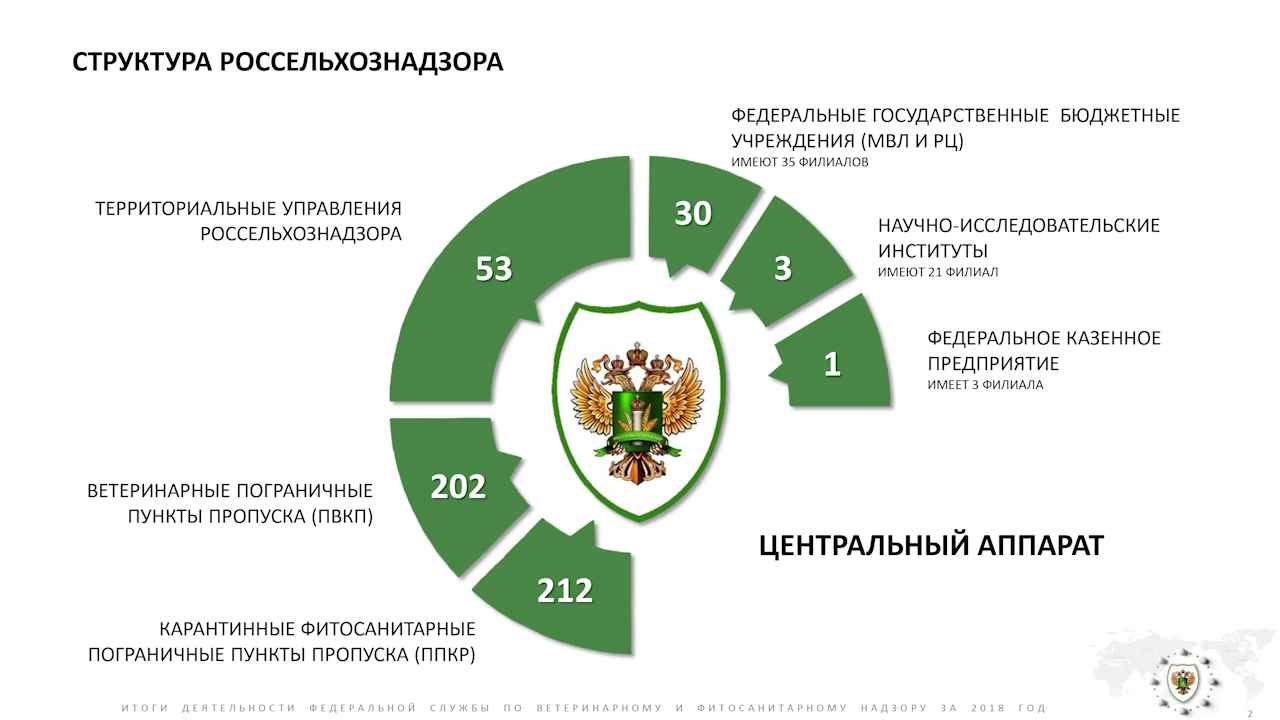 СТРУКТУРА РОССЕЛЬХОЗНАДЗОРА
ФЕДЕРАЛЬНЫЕ ГОСУДАРСТВЕННЫЕ БЮДЖЕТНЫЕ
УЧРЕЖДЕНИЯ (МВЛ И РЦ)
ИМЕЮТ 35 ФИЛИАЛОВ
30
ТЕРРИТОРИАЛЬНЫЕ УПРАВЛЕНИЯ
РОССЕЛЬХОЗНАДЗОРА
53
НАУЧНО-ИССЛЕДОВАТЕЛЬСКИЕ
ИНСТИТУТЫ
ИМЕЮТ 21 ФИЛИАЛ
3
ФЕДЕРАЛЬНОЕ КАЗЕННОЕ
ПРЕДПРИЯТИЕ
ИМЕЕТ 3 ФИЛИАЛА
1
РОССЕЛЬХОЗНАДЗОР
ВЕТЕРИНАРНЫЕ ПОГРАНИЧНЫЕ
ПУНКТЫ ПРОПУСКА (ПВКП)
202
ЦЕНТРАЛЬНЫЙ АППАРАТ
212
КАРАНТИННЫЕ ФИТОСАНИТАРНЫЕ
ПОГРАНИЧНЫЕ ПУНКТЫ ПРОПУСКА (ППКР)
ИТОГИ ДЕЯТЕЛЬНОСТИ ФЕДЕРАЛЬНОЙ СЛУЖБЫ ПО ВЕТЕРИНАРНОМУ И ФИТОСАНИТАРНОМУ НАДЗОРУ ЗА 2018 ГОД
2